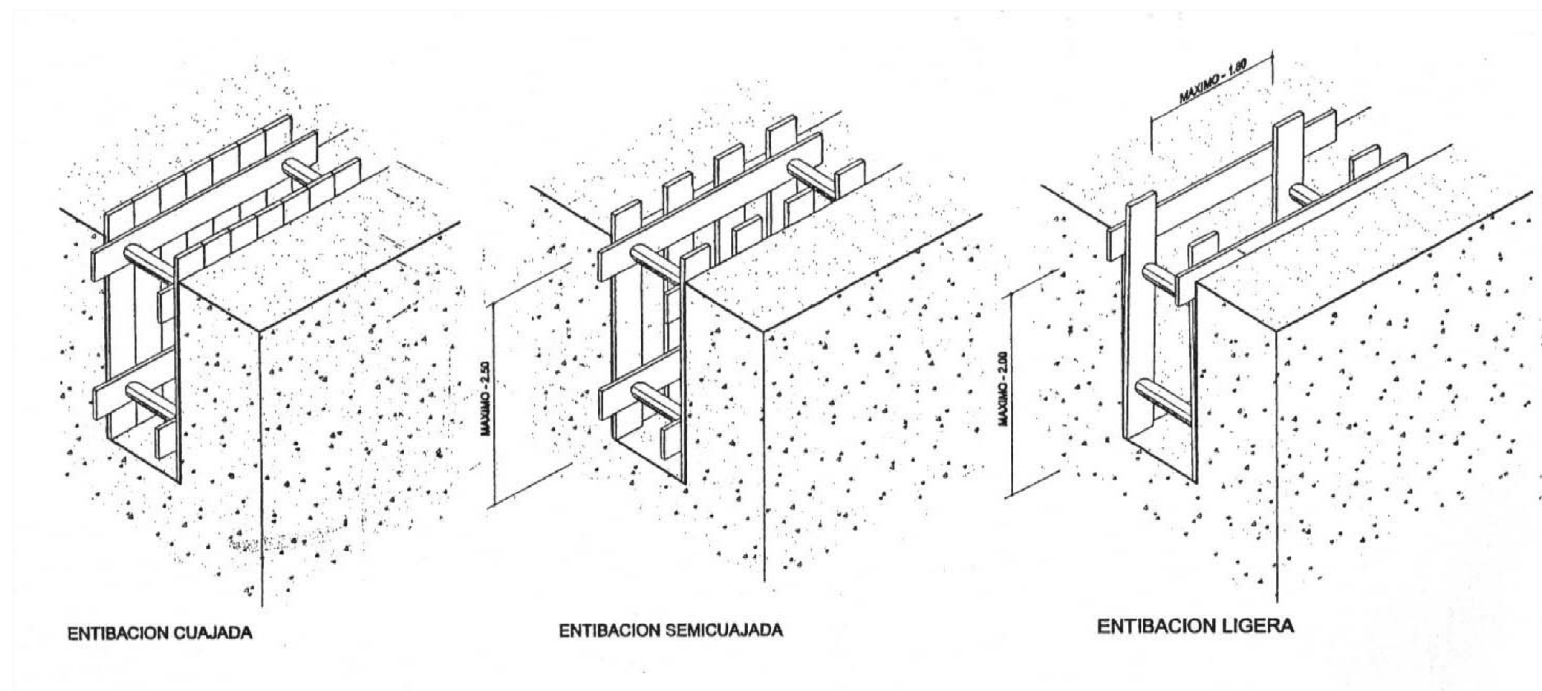 MAXIMO - 1.80
MAXIMO - 2.50
MAXIMO - 2.00
ENTIBACION CUAJADA
ENTIBACION SEMICUAJADA
ENTIBACION LIGERA